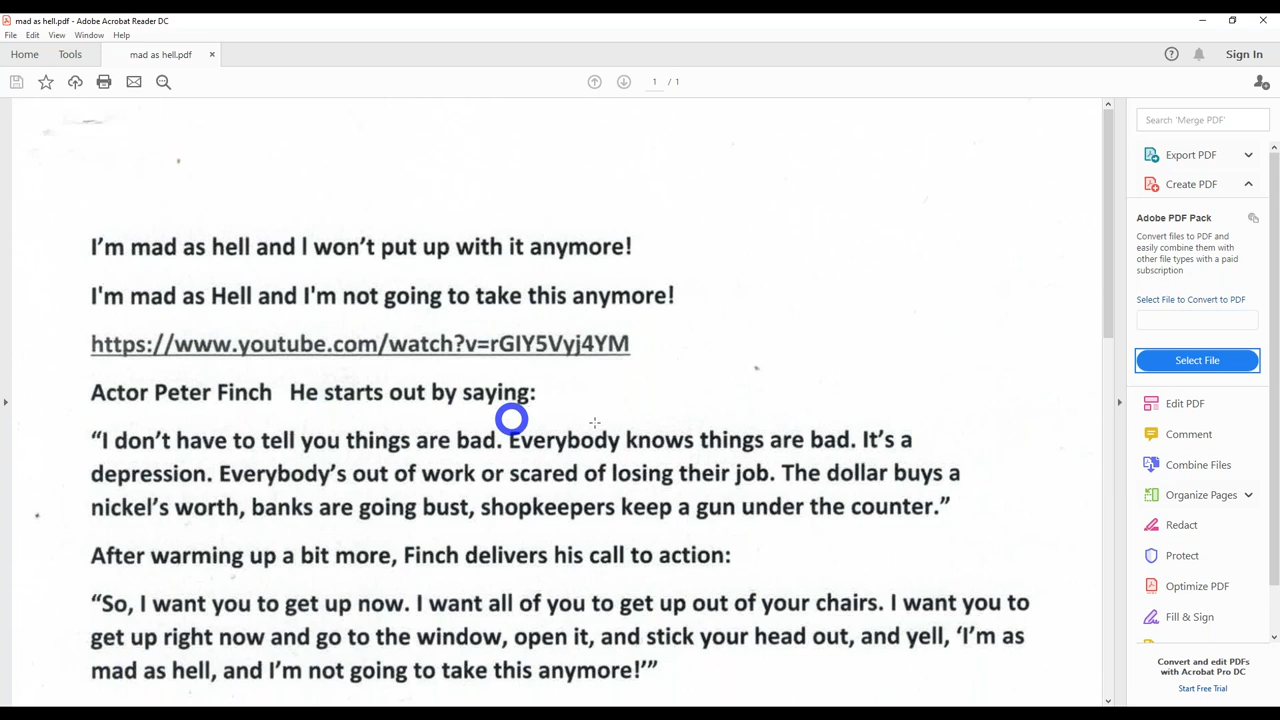 mad as hell.pdf - Adobe Acrobat Reader DC
File Edit View Window Help
Home Tools mad as hell.pdf × Sign In
1 / 1
I’m mad as hell and I won’t put up with it anymore!
I'm mad as Hell and I'm not going to take this anymore!
https://www.youtube.com/watch?v=rGIY5Vyj4YM
Actor Peter Finch He starts out by saying:
“I don’t have to tell you things are bad. Everybody knows things are bad. It’s a
depression. Everybody’s out of work or scared of losing their job. The dollar buys a
nickel’s worth, banks are going bust, shopkeepers keep a gun under the counter.”
After warming up a bit more, Finch delivers his call to action:
“So, I want you to get up now. I want all of you to get up out of your chairs. I want you to
get up right now and go to the window, open it, and stick your head out, and yell, ‘I’m as
mad as hell, and I’m not going to take this anymore!’”
Search 'Merge PDF'
Export PDF
Create PDF
Adobe PDF Pack
Convert files to PDF and
easily combine them with
other file types with a paid
subscription
Select File to Convert to PDF
Select File
Edit PDF
Comment
Combine Files
Organize Pages
Redact
Protect
Optimize PDF
Fill & Sign
Convert and edit PDFs
with Acrobat Pro DC
Start Free Trial